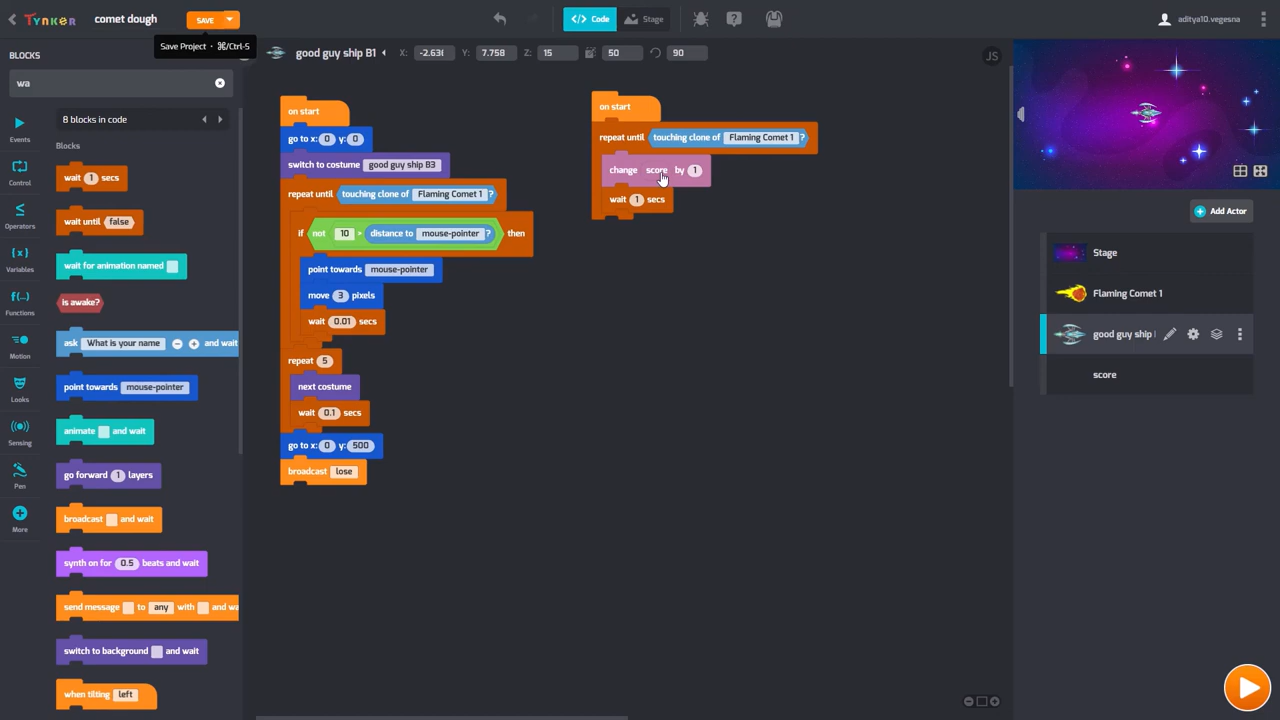 TYNKER
comet dough
SAVE
Code
Stage
aditya10.vegesna
Save Project • ⌘/Ctrl-S
BLOCKS
good guy ship B1
X: -2.63
Y: 7.758
Z: 15
50
90
JS
wa
8 blocks in code
Events
Control
Operators
{x}
Variables
f(...)
Functions
Motion
Looks
Sensing
Pen
More
Blocks
wait 1 secs
wait until false
wait for animation named
is awake?
ask What is your name and wait
point towards mouse-pointer
animate and wait
go forward 1 layers
broadcast and wait
synth on for 0.5 beats and wait
send message to any with and wa
switch to background and wait
when tilting left
on start
go to x: 0 y: 0
switch to costume good guy ship B3
repeat until touching clone of Flaming Comet 1 ?
if not 10 > distance to mouse-pointer ? then
point towards mouse-pointer
move 3 pixels
wait 0.01 secs
repeat 5
next costume
wait 0.1 secs
go to x: 0 y: 500
broadcast lose
on start
repeat until touching clone of Flaming Comet 1 ?
change score by 1
wait 1 secs
Add Actor
Stage
Flaming Comet 1
good guy ship
score